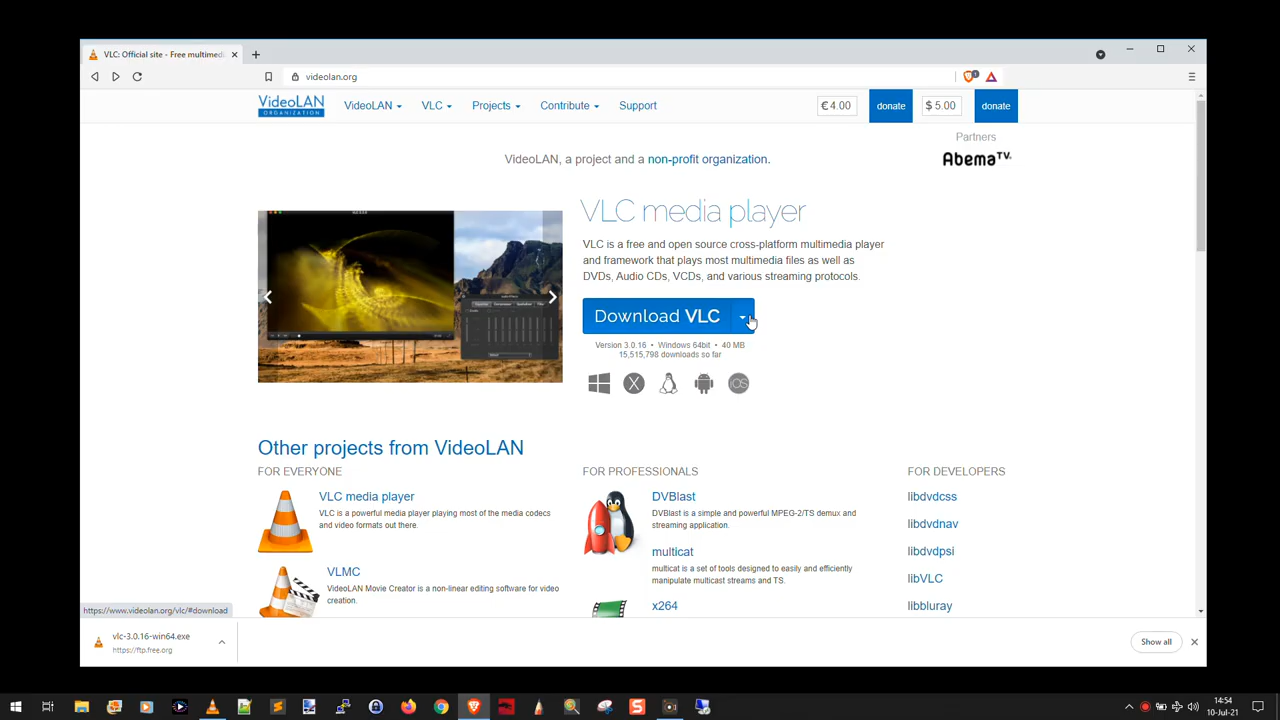 VLC: Official site - Free multimedi
videolan.org
VideoLAN
ORGANIZATION
VideoLAN
VLC
Projects
Contribute
Support
€ 4.00
donate
$ 5.00
donate
Partners
AbemaTV.
VideoLAN, a project and a non-profit organization.
VLC media player
VLC is a free and open source cross-platform multimedia player
and framework that plays most multimedia files as well as
DVDs, Audio CDs, VCDs, and various streaming protocols.
Download VLC
Version 3.0.16 • Windows 64bit • 40 MB
15,515,798 downloads so far
X
iOS
Other projects from VideoLAN
FOR EVERYONE
VLC media player
VLC is a powerful media player playing most of the media codecs
and video formats out there.
VLMC
VideoLAN Movie Creator is a non-linear editing software for video
creation.
FOR PROFESSIONALS
DVBlast
DVBlast is a simple and powerful MPEG-2/TS demux and
streaming application.
multicat
multicat is a set of tools designed to easily and efficiently
manipulate multicast streams and TS.
x264
FOR DEVELOPERS
libdvdcss
libdvdnav
libdvdpsi
libVLC
libbluray
https://www.videolan.org/vlc/#download
vlc-3.0.16-win64.exe
https://ftp.free.org
Show all
14:54
10-Jul-21